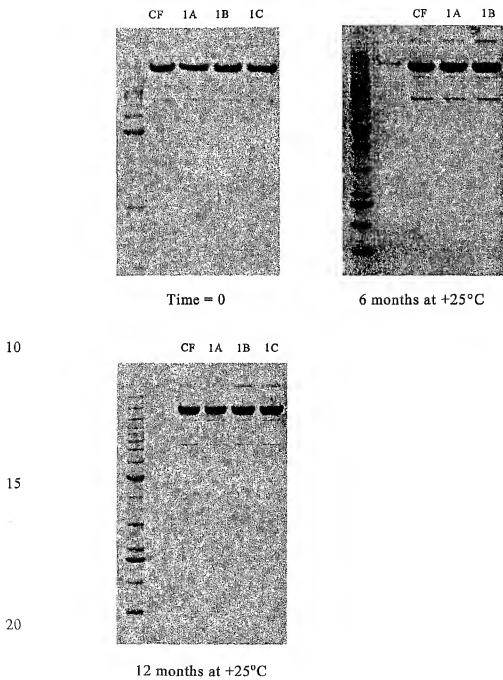 CF 1A 1B 1C
CF 1A 1B
Time = 0
6 months at +25°C
10
CF 1A 1B 1C
15
20
12 months at +25°C